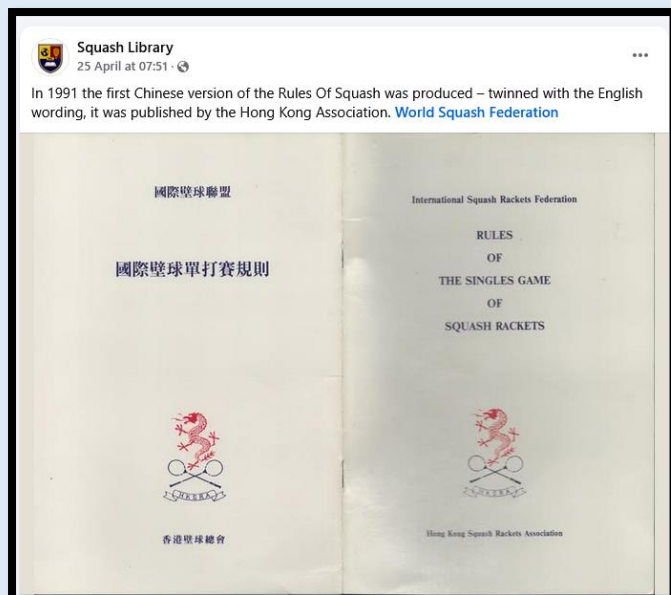 Squash Library
25 April at 07:51 ·
In 1991 the first Chinese version of the Rules Of Squash was produced – twinned with the English
wording, it was published by the Hong Kong Association. World Squash Federation
國際壁球聯盟
國際壁球單打賽規則
HKSRA
香港壁球總會
International Squash Rackets Federation
RULES
OF
THE SINGLES GAME
OF
SQUASH RACKETS
HKSRA
Hong Kong Squash Rackets Association